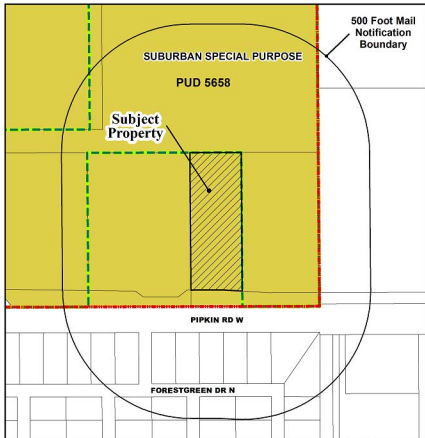 500 Foot Mail
Notification
Boundary
SUBURBAN SPECIAL PURPOSE
PUD 5658
Subject
Property
PIPKIN RD W
FORESTGREEN DR N